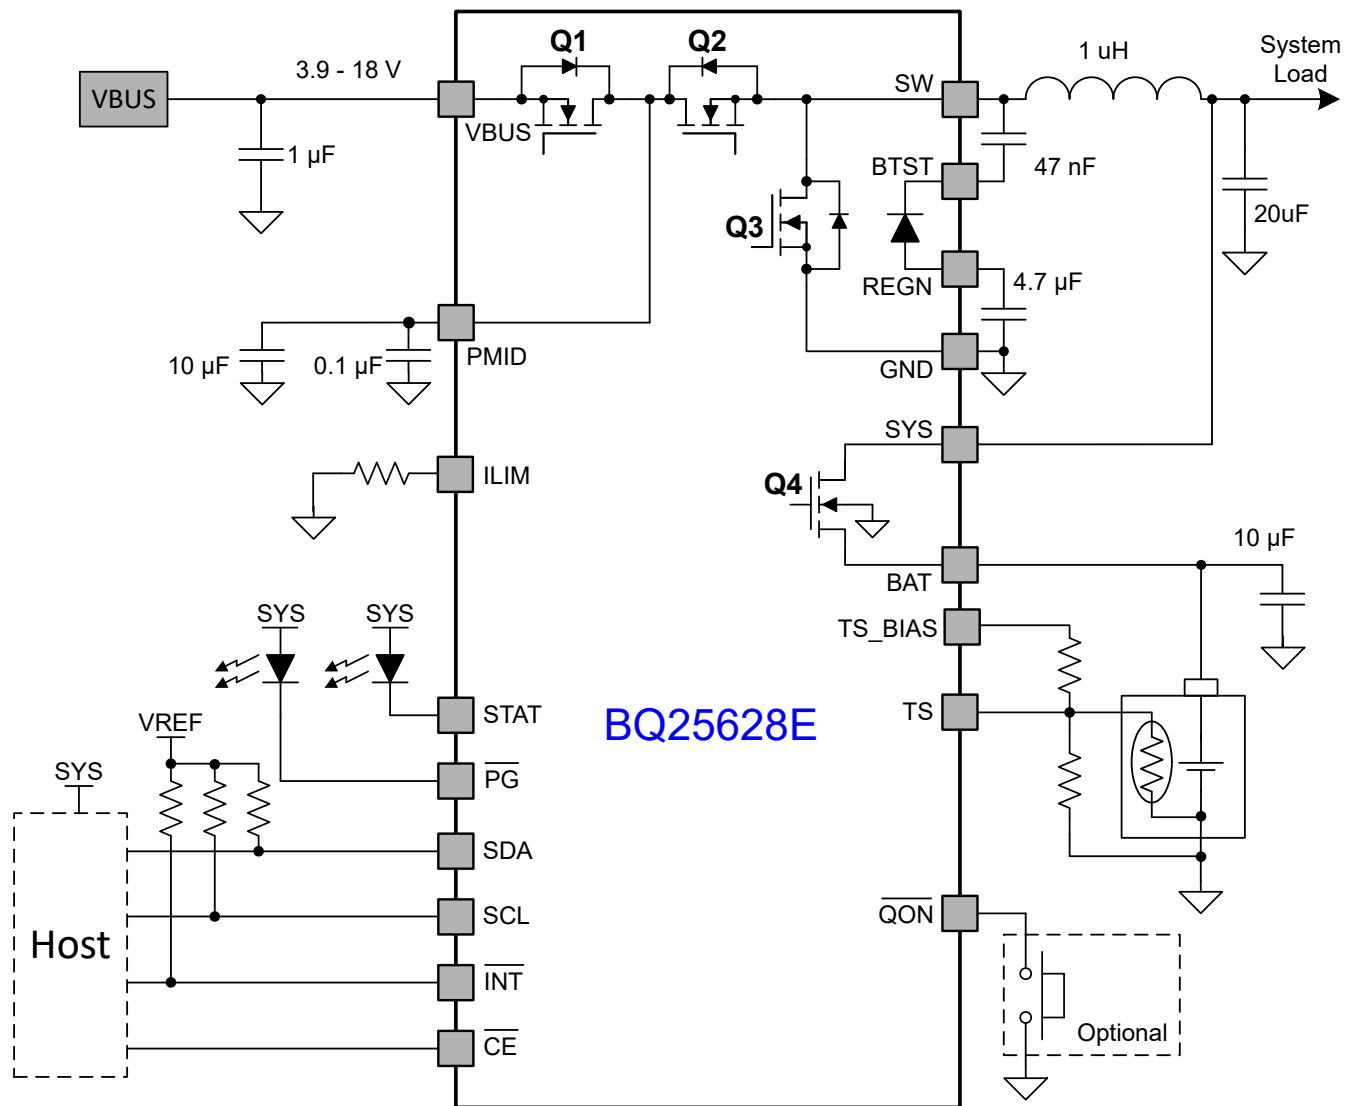 Q1
Q2
3.9 - 18 V
VBUS
VBUS
1 µF
SW
1 uH
System
Load
BTST
47 nF
20uF
Q3
REGN
4.7 µF
GND
10 µF
0.1 µF
PMID
SYS
ILIM
Q4
BAT
10 µF
TS_BIAS
SYS
SYS
STAT
BQ25628E
TS
VREF
PG
SYS
SDA
SCL
QON
Host
INT
Optional
CE